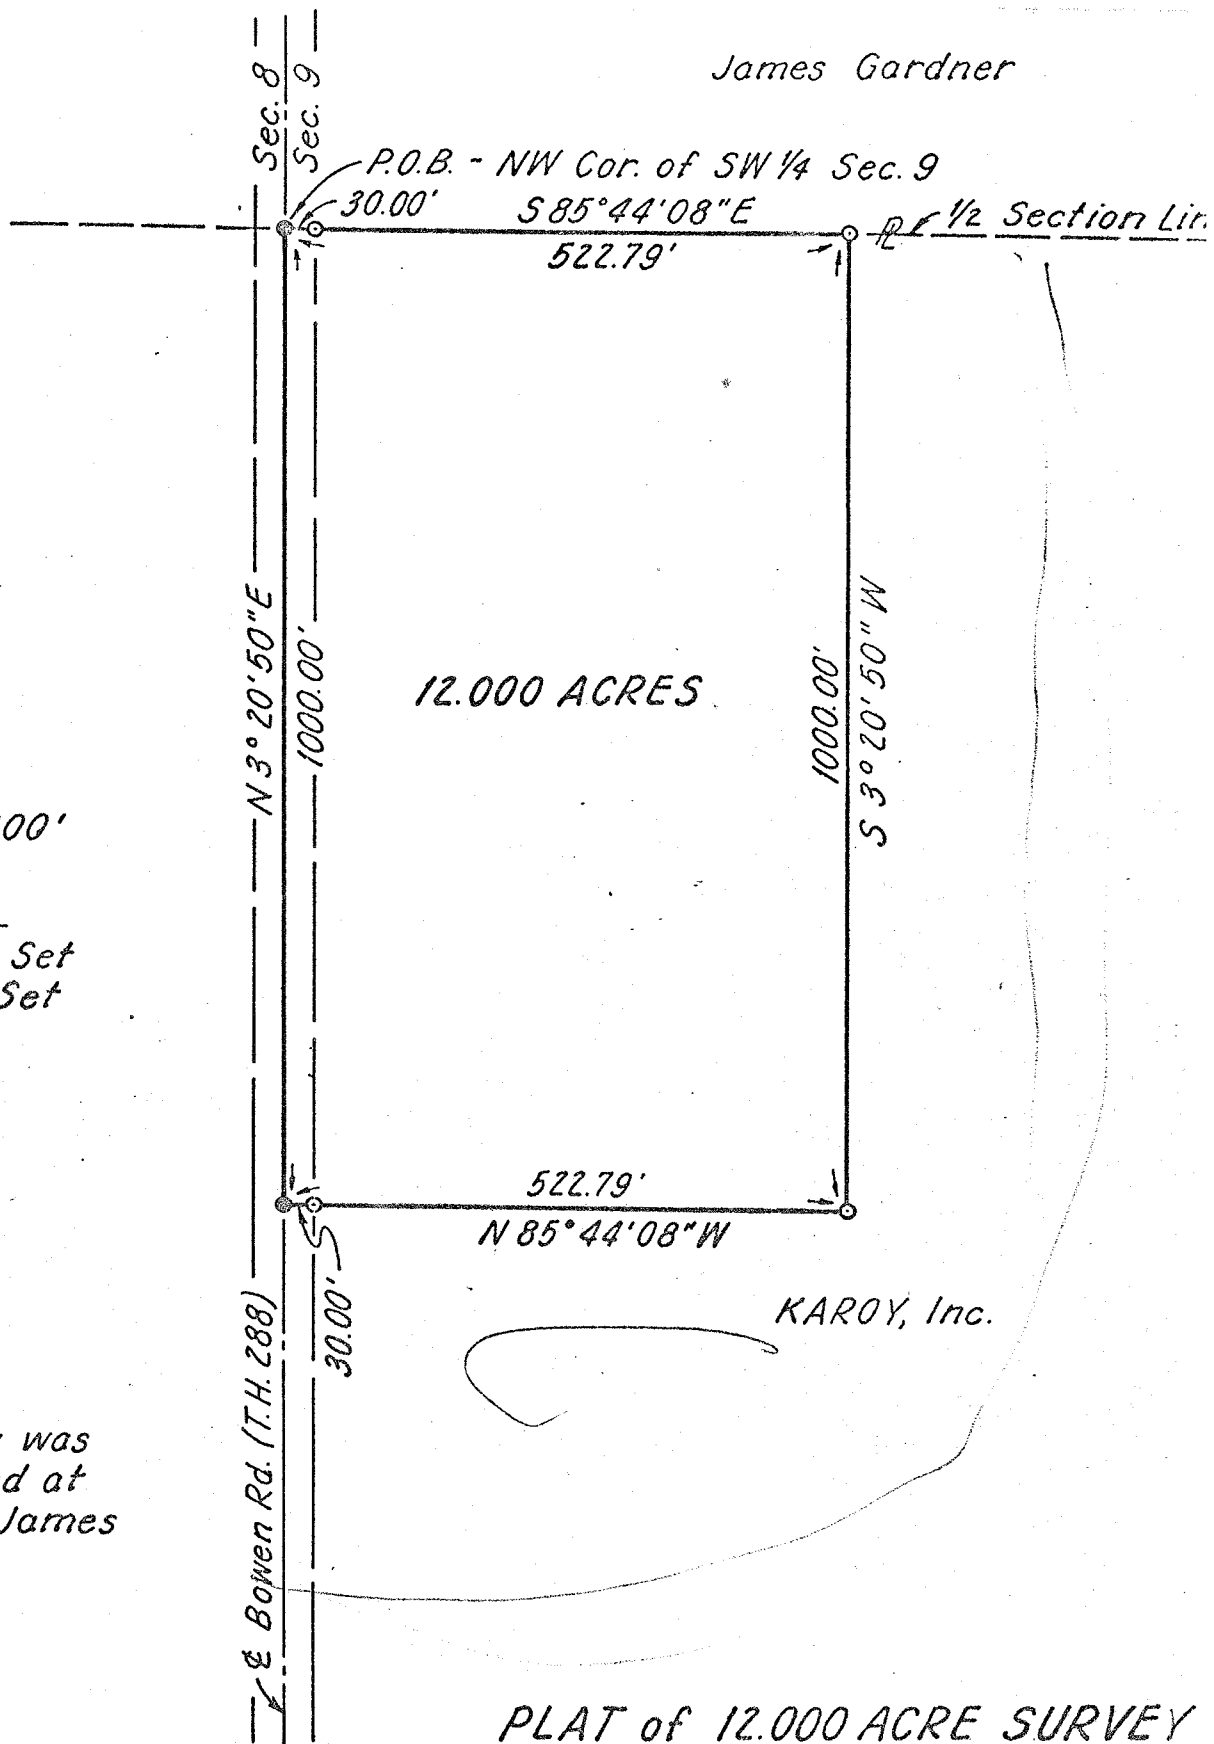 James Gardner
Sec. 8
Sec. 9
P.O.B. - NW Cor. of SW 1/4 Sec. 9
30.00'
S 85°44'08"E
522.79'
℄ 1/2 Section Lin
N 3° 20' 50" E
1000.00'
12.000 ACRES
1000.00'
S 3° 20' 50" W
00'
Set
Set
522.79'
N 85°44'08"W
30.00'
KAROY, Inc.
was
d at
James
℄ Bowen Rd. (T.H. 288)
PLAT of 12.000 ACRE SURVEY